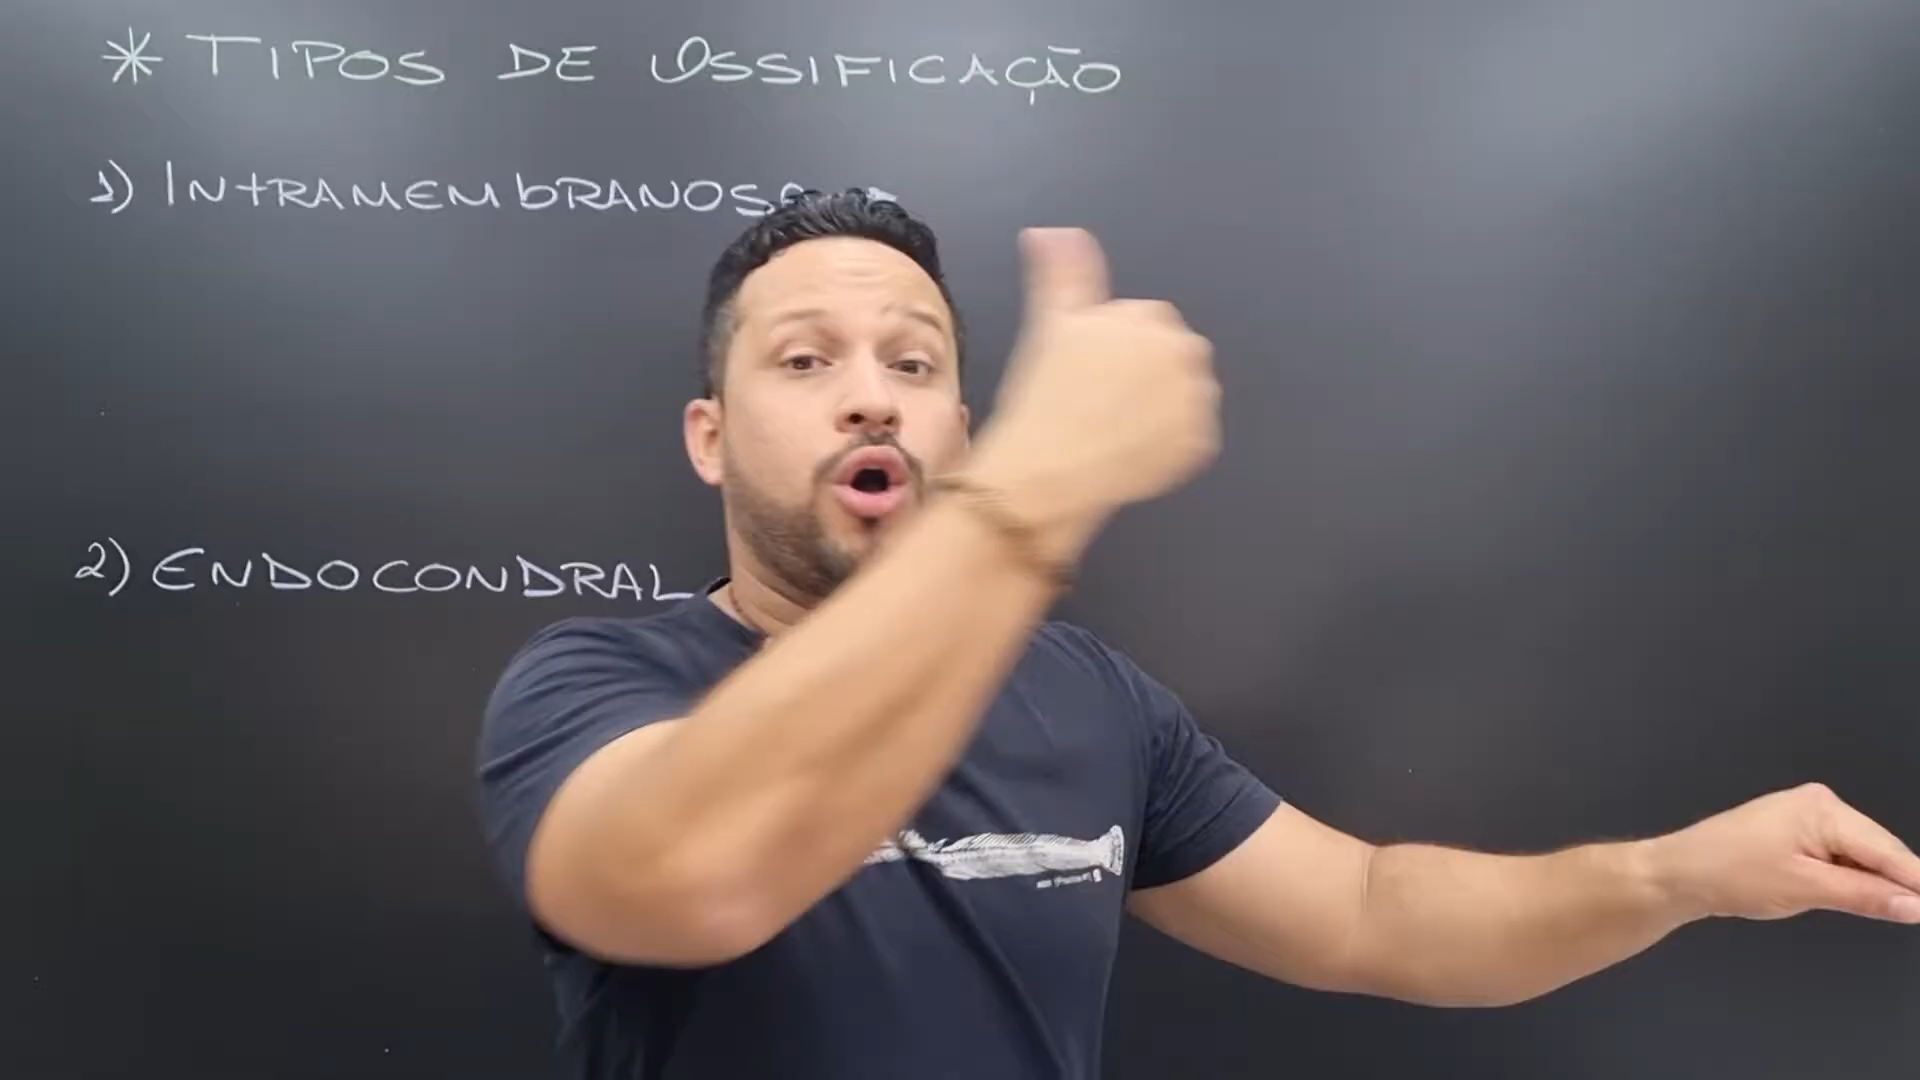 * TIPOS DE OSSIFICAÇÃO
1) INTRAMEMBRANOSA
2) ENDOCONDRAL